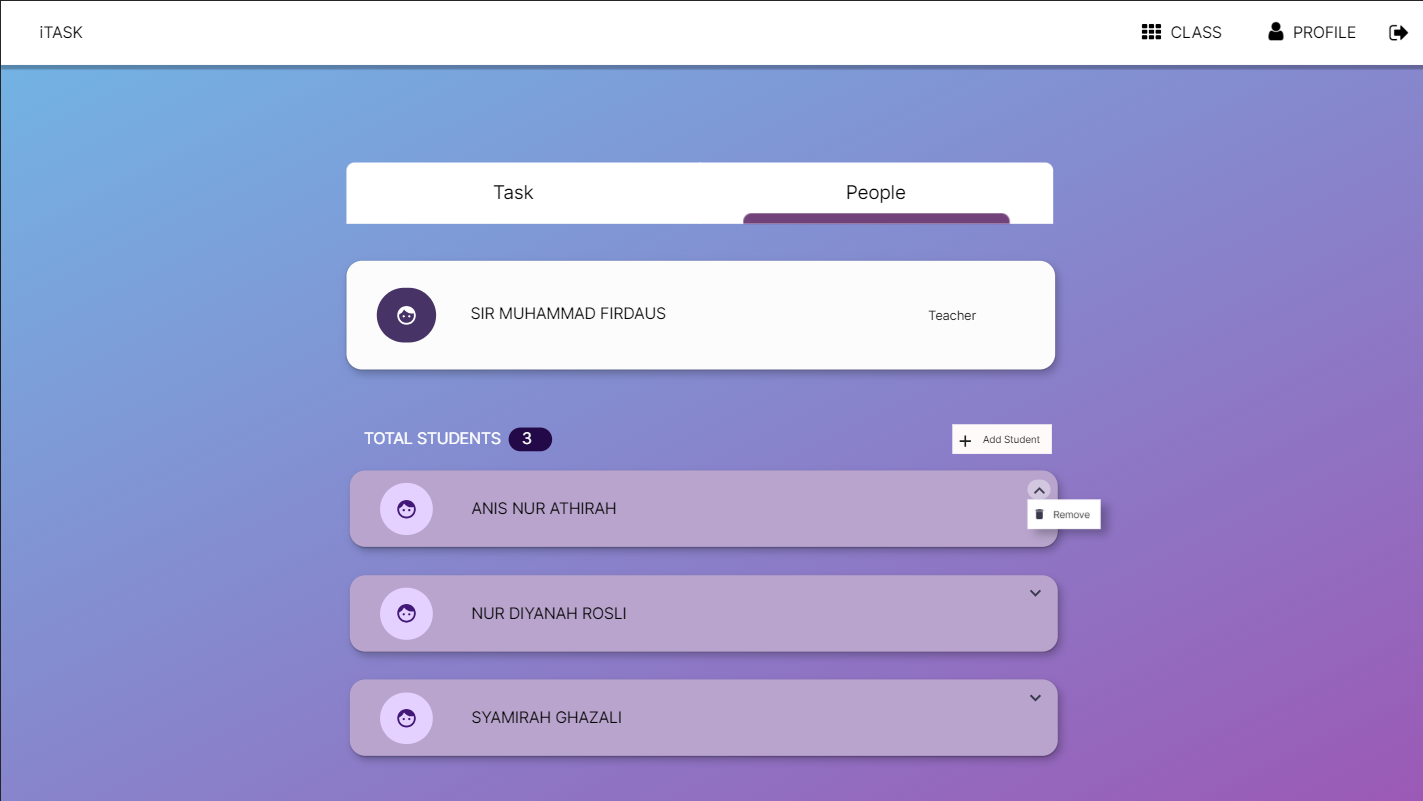 iTASK
CLASS
PROFILE
Task
People
SIR MUHAMMAD FIRDAUS
Teacher
TOTAL STUDENTS 3
Add Student
ANIS NUR ATHIRAH
Remove
NUR DIYANAH ROSLI
SYAMIRAH GHAZALI